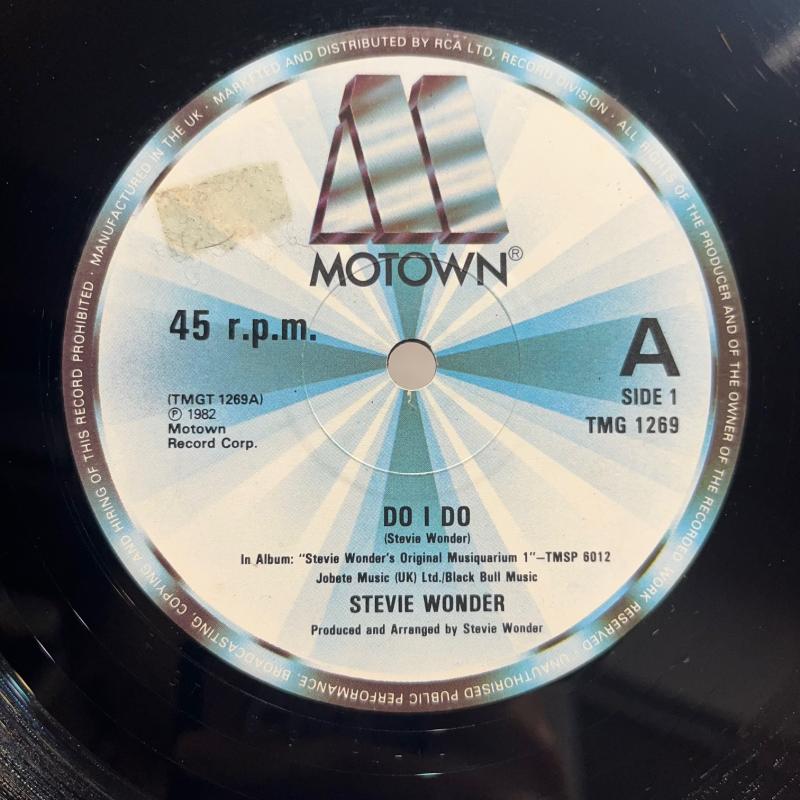 MANUFACTURED IN THE UK · MARKETED AND DISTRIBUTED BY RCA LTD, RECORD DIVISION · ALL RIGHTS OF THE PRODUCER AND OF THE OWNER OF THE RECORDED WORK RESERVED · UNAUTHORISED PUBLIC PERFORMANCE, BROADCASTING, COPYING AND HIRING OF THIS RECORD PROHIBITED ·
M
MOTOWN®
45 r.p.m.
A
SIDE 1
TMG 1269
(TMGT 1269A)
℗ 1982
Motown
Record Corp.
DO I DO
(Stevie Wonder)
In Album: "Stevie Wonder's Original Musiquarium 1"–TMSP 6012
Jobete Music (UK) Ltd./Black Bull Music
STEVIE WONDER
Produced and Arranged by Stevie Wonder